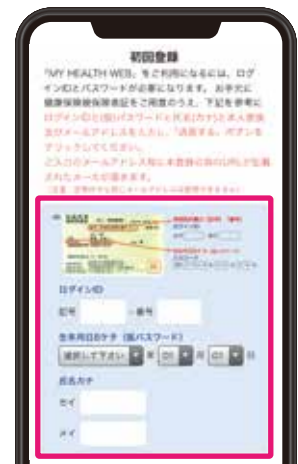 初回登録
「MY HEALTH WEB」をご利用になるには、ログ
インIDとパスワードが必要になります。お手元に
健康保険被保険者証をご用意のうえ、下記を参考に
ログインIDと(仮)パスワードと氏名(カナ)と本人家族
及びメールアドレスを入力し、「送信する」ボタンを
クリックしてください。
ご入力のメールアドレス宛に本登録の為のURLが記載
されたメールが届きます。
ログインID
記号 - 番号
生年月日8ケタ (仮パスワード)
選択して下さい 年 01 月 01 日
氏名カナ
セイ
メイ